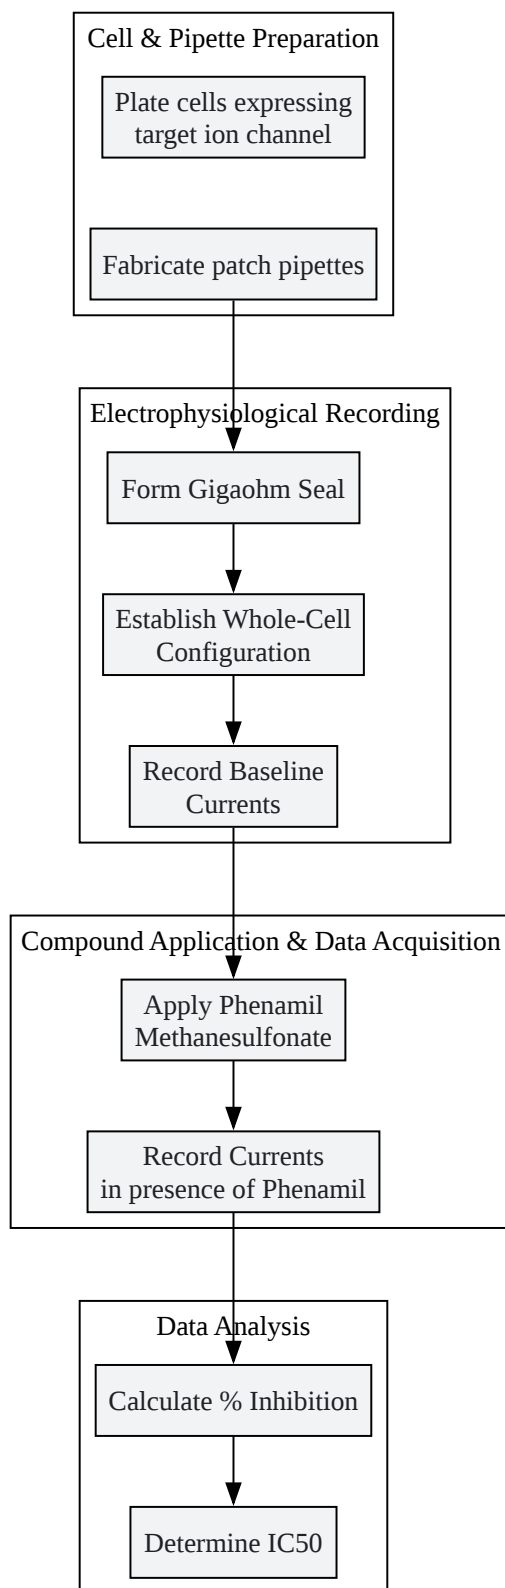 Cell & Pipette Preparation
Plate cells expressing
target ion channel
Fabricate patch pipettes
Electrophysiological Recording
Form Gigaohm Seal
Establish Whole-Cell
Configuration
Record Baseline
Currents
Compound Application & Data Acquisition
Apply Phenamil
Methanesulfonate
Record Currents
in presence of Phenamil
Data Analysis
Calculate % Inhibition
Determine IC50